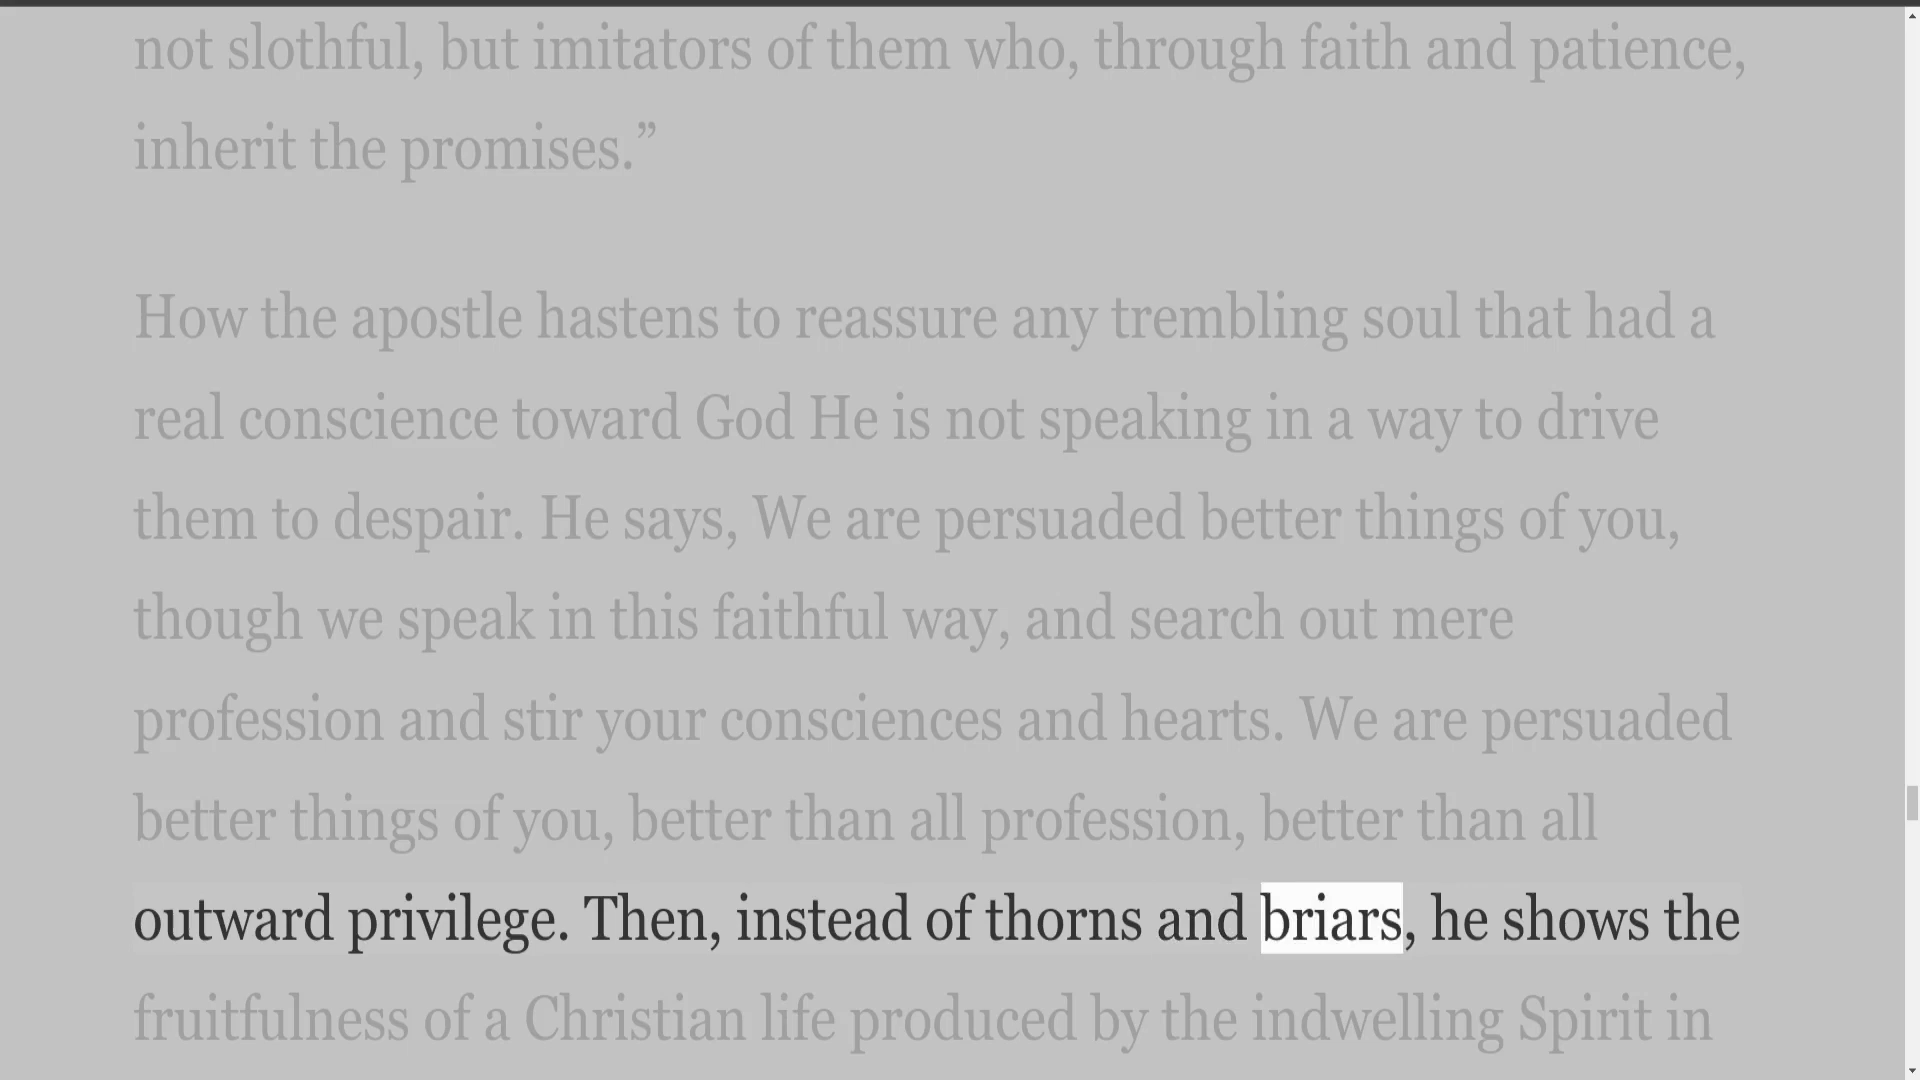 not slothful, but imitators of them who, through faith and patience,
inherit the promises.”
How the apostle hastens to reassure any trembling soul that had a
real conscience toward God He is not speaking in a way to drive
them to despair. He says, We are persuaded better things of you,
though we speak in this faithful way, and search out mere
profession and stir your consciences and hearts. We are persuaded
better things of you, better than all profession, better than all
outward privilege. Then, instead of thorns and briars, he shows the
fruitfulness of a Christian life produced by the indwelling Spirit in